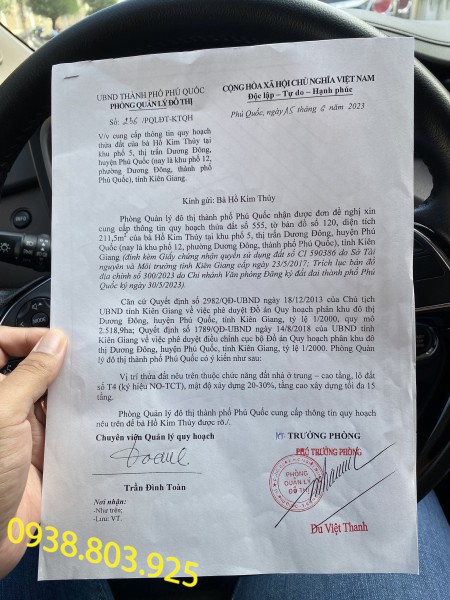 UBND THÀNH PHỐ PHÚ QUỐC
PHÒNG QUẢN LÝ ĐÔ THỊ
CỘNG HÒA XÃ HỘI CHỦ NGHĨA VIỆT NAM
Độc lập – Tự do – Hạnh phúc
Số: 236 /PQLĐT-KTQH
Phú Quốc, ngày 15 tháng 6 năm 2023
V/v cung cấp thông tin quy hoạch
thửa đất của bà Hồ Kim Thùy tại
khu phố 5, thị trấn Dương Đông,
huyện Phú Quốc (nay là khu phố 12,
phường Dương Đông, thành phố
Phú Quốc), tỉnh Kiên Giang.
Kính gửi: Bà Hồ Kim Thùy
Phòng Quản lý đô thị thành phố Phú Quốc nhận được đơn đề nghị xin
cung cấp thông tin quy hoạch thửa đất số 555, tờ bản đồ số 120, diện tích
211,5m² của bà Hồ Kim Thùy tại khu phố 5, thị trấn Dương Đông, huyện Phú
Quốc (nay là khu phố 12, phường Dương Đông, thành phố Phú Quốc), tỉnh Kiên
Giang (đính kèm Giấy chứng nhận quyền sử dụng đất số CI 590386 do Sở Tài
nguyên và Môi trường tỉnh Kiên Giang cấp ngày 23/5/2017; Trích lục bản đồ
địa chính số 300/2023 do Chi Nhánh Văn phòng Đăng ký đất đai thành phố Phú
Quốc ký ngày 30/5/2023).
Căn cứ Quyết định số 2982/QĐ-UBND ngày 18/12/2013 của Chủ tịch
UBND tỉnh Kiên Giang về việc phê duyệt Đồ án Quy hoạch phân khu đô thị
Dương Đông, huyện Phú Quốc, tỉnh Kiên Giang, tỷ lệ 1/2000, quy mô
2.518,9ha; Quyết định số 1789/QĐ-UBND ngày 14/8/2018 của UBND tỉnh
Kiên Giang về việc phê duyệt điều chỉnh cục bộ Đồ án Quy hoạch phân khu đô
thị Dương Đông, huyện Phú Quốc, tỉnh Kiên Giang, tỷ lệ 1/2000. Phòng Quản
lý đô thị thành phố Phú Quốc có ý kiến như sau:
Vị trí thửa đất nêu trên thuộc chức năng đất nhà ở trung – cao tầng, lô đất
số T4 (ký hiệu NO-TCT), mật độ xây dựng 20-30%, tầng cao xây dựng tối đa 15
tầng.
Phòng Quản lý đô thị thành phố Phú Quốc cung cấp thông tin quy hoạch
nêu trên để bà Hồ Kim Thùy được rõ./.
Chuyên viên Quản lý quy hoạch
KT TRƯỞNG PHÒNG
PHÓ TRƯỞNG PHÒNG
PHÒNG
QUẢN LÝ
ĐÔ THỊ
Trần Đình Toàn
Nơi nhận:
-Như trên;
-Lưu: VT.
Dú Việt Thanh
0938.803.925